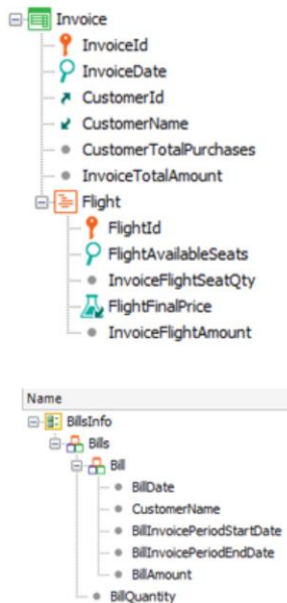 Invoice
InvoiceId
InvoiceDate
CustomerId
CustomerName
CustomerTotalPurchases
InvoiceTotalAmount
Flight
FlightId
FlightAvailableSeats
InvoiceFlightSeatQty
FlightFinalPrice
InvoiceFlightAmount
Name
BillsInfo
Bills
Bill
BillDate
CustomerName
BillInvoicePeriodStartDate
BillInvoicePeriodEndDate
BillAmount
BillQuantity